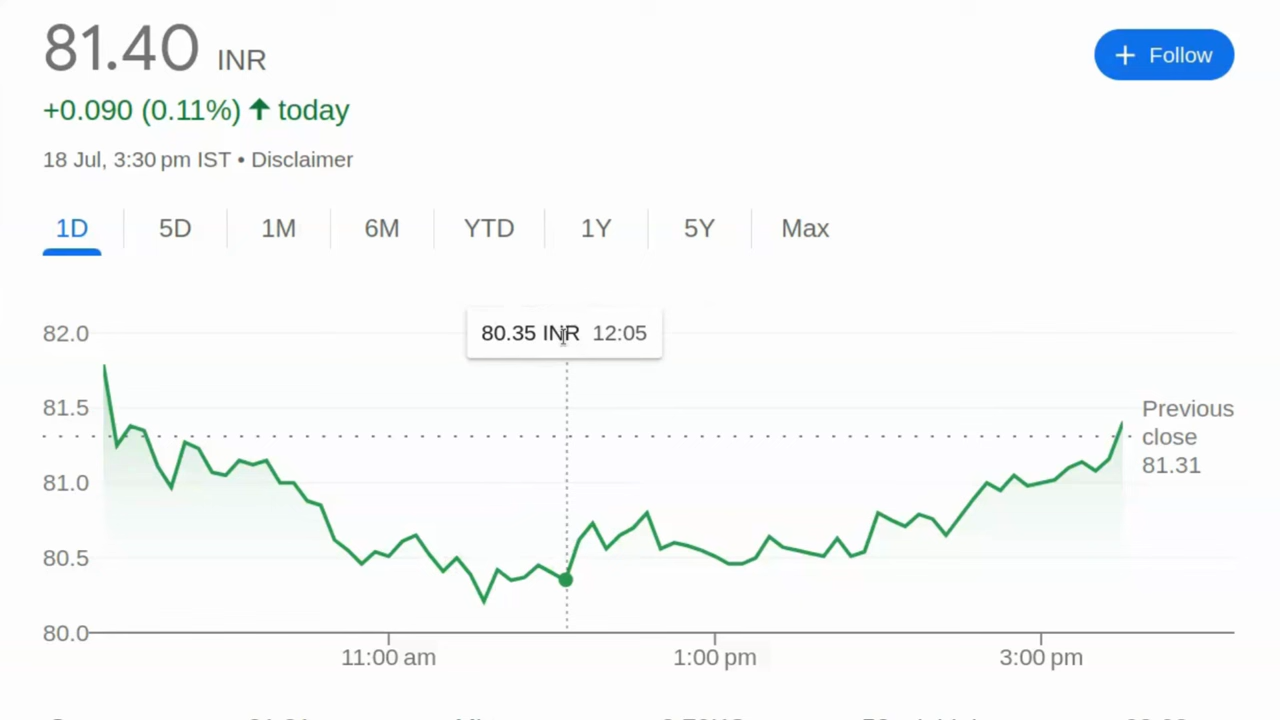 81.40 INR
+ Follow
+0.090 (0.11%) ↑ today
18 Jul, 3:30 pm IST • Disclaimer
1D 5D 1M 6M YTD 1Y 5Y Max
80.35 INR 12:05
82.0
81.5
81.0
80.5
80.0
Previous
close
81.31
11:00 am 1:00 pm 3:00 pm